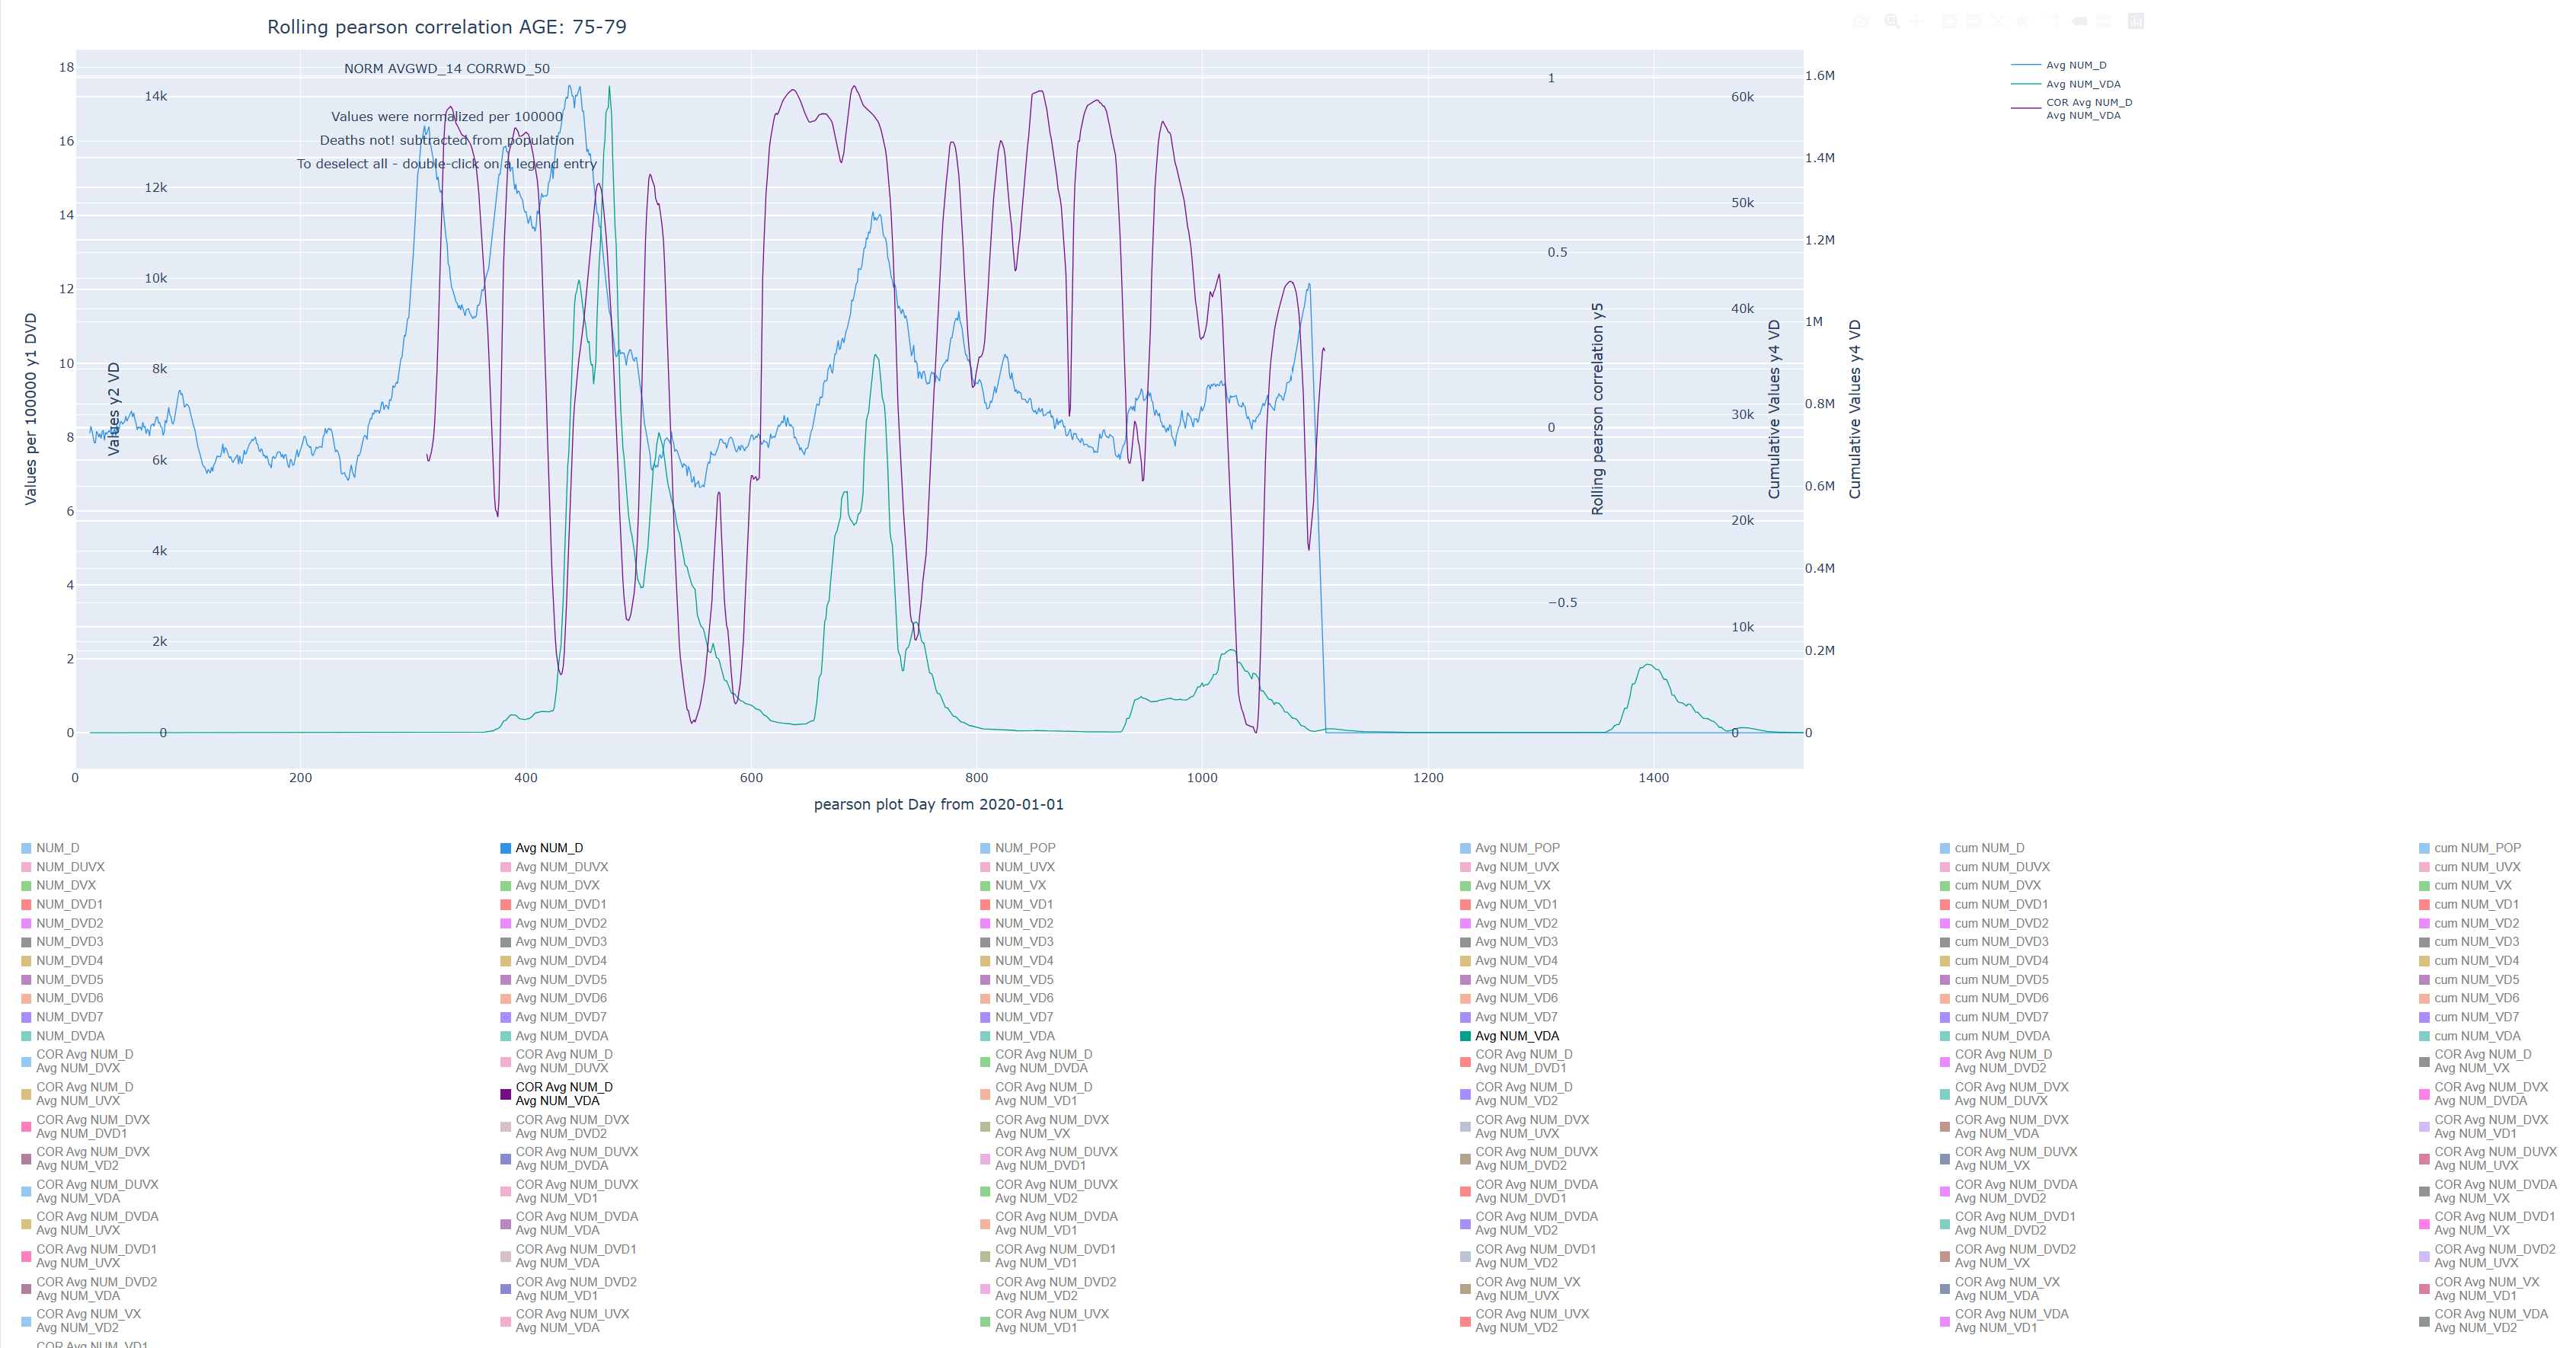 Rolling pearson correlation AGE: 75-79
NORM AVGWD_14 CORRWD_50
Values were normalized per 100000
Deaths not! subtracted from population
To deselect all - double-click on a legend entry
Avg NUM_D
Avg NUM_VDA
COR Avg NUM_D
Avg NUM_VDA
Values per 100000 y1 DVD
18
16
14
12
10
8
6
4
2
0
Values y2 VD
14k
12k
10k
8k
6k
4k
2k
0
Rolling pearson correlation y5
1
0.5
0
−0.5
Cumulative Values y4 VD
60k
50k
40k
30k
20k
10k
0
Cumulative Values y4 VD
1.6M
1.4M
1.2M
1M
0.8M
0.6M
0.4M
0.2M
0
0 200 400 600 800 1000 1200 1400
pearson plot Day from 2020-01-01
NUM_D Avg NUM_D NUM_POP Avg NUM_POP cum NUM_D cum NUM_POP
NUM_DUVX Avg NUM_DUVX NUM_UVX Avg NUM_UVX cum NUM_DUVX cum NUM_UVX
NUM_DVX Avg NUM_DVX NUM_VX Avg NUM_VX cum NUM_DVX cum NUM_VX
NUM_DVD1 Avg NUM_DVD1 NUM_VD1 Avg NUM_VD1 cum NUM_DVD1 cum NUM_VD1
NUM_DVD2 Avg NUM_DVD2 NUM_VD2 Avg NUM_VD2 cum NUM_DVD2 cum NUM_VD2
NUM_DVD3 Avg NUM_DVD3 NUM_VD3 Avg NUM_VD3 cum NUM_DVD3 cum NUM_VD3
NUM_DVD4 Avg NUM_DVD4 NUM_VD4 Avg NUM_VD4 cum NUM_DVD4 cum NUM_VD4
NUM_DVD5 Avg NUM_DVD5 NUM_VD5 Avg NUM_VD5 cum NUM_DVD5 cum NUM_VD5
NUM_DVD6 Avg NUM_DVD6 NUM_VD6 Avg NUM_VD6 cum NUM_DVD6 cum NUM_VD6
NUM_DVD7 Avg NUM_DVD7 NUM_VD7 Avg NUM_VD7 cum NUM_DVD7 cum NUM_VD7
NUM_DVDA Avg NUM_DVDA NUM_VDA Avg NUM_VDA cum NUM_DVDA cum NUM_VDA
COR Avg NUM_D COR Avg NUM_D COR Avg NUM_D COR Avg NUM_D COR Avg NUM_D COR Avg NUM_D
Avg NUM_DVX Avg NUM_DUVX Avg NUM_DVDA Avg NUM_DVD1 Avg NUM_DVD2 Avg NUM_VX
COR Avg NUM_D COR Avg NUM_D COR Avg NUM_D COR Avg NUM_D COR Avg NUM_DVX COR Avg NUM_DVX
Avg NUM_UVX Avg NUM_VDA Avg NUM_VD1 Avg NUM_VD2 Avg NUM_DUVX Avg NUM_DVDA
COR Avg NUM_DVX COR Avg NUM_DVX COR Avg NUM_DVX COR Avg NUM_DVX COR Avg NUM_DVX COR Avg NUM_DVX
Avg NUM_DVD1 Avg NUM_DVD2 Avg NUM_VX Avg NUM_UVX Avg NUM_VDA Avg NUM_VD1
COR Avg NUM_DVX COR Avg NUM_DUVX COR Avg NUM_DUVX COR Avg NUM_DUVX COR Avg NUM_DUVX COR Avg NUM_DUVX
Avg NUM_VD2 Avg NUM_DVDA Avg NUM_DVD1 Avg NUM_DVD2 Avg NUM_VX Avg NUM_UVX
COR Avg NUM_DUVX COR Avg NUM_DUVX COR Avg NUM_DUVX COR Avg NUM_DVDA COR Avg NUM_DVDA COR Avg NUM_DVDA
Avg NUM_VDA Avg NUM_VD1 Avg NUM_VD2 Avg NUM_DVD1 Avg NUM_DVD2 Avg NUM_VX
COR Avg NUM_DVDA COR Avg NUM_DVDA COR Avg NUM_DVDA COR Avg NUM_DVDA COR Avg NUM_DVD1 COR Avg NUM_DVD1
Avg NUM_UVX Avg NUM_VDA Avg NUM_VD1 Avg NUM_VD2 Avg NUM_DVD2 Avg NUM_VX
COR Avg NUM_DVD1 COR Avg NUM_DVD1 COR Avg NUM_DVD1 COR Avg NUM_DVD1 COR Avg NUM_DVD2 COR Avg NUM_DVD2
Avg NUM_UVX Avg NUM_VDA Avg NUM_VD1 Avg NUM_VD2 Avg NUM_VX Avg NUM_UVX
COR Avg NUM_DVD2 COR Avg NUM_DVD2 COR Avg NUM_DVD2 COR Avg NUM_VX COR Avg NUM_VX COR Avg NUM_VX
Avg NUM_VDA Avg NUM_VD1 Avg NUM_VD2 Avg NUM_UVX Avg NUM_VDA Avg NUM_VD1
COR Avg NUM_VX COR Avg NUM_UVX COR Avg NUM_UVX COR Avg NUM_UVX COR Avg NUM_VDA COR Avg NUM_VDA
Avg NUM_VD2 Avg NUM_VDA Avg NUM_VD1 Avg NUM_VD2 Avg NUM_VD1 Avg NUM_VD2
COR Avg NUM_VD1